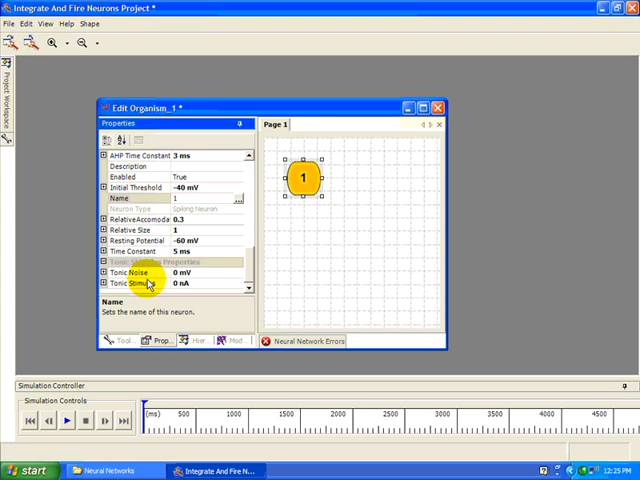 Integrate And Fire Neurons Project *
File Edit View Shape
Project Workspace
Edit Organism_1 *
Properties
Page 1
AHP Time Constant 3 ms
Description
Enabled True
Initial Threshold -40 mV
Name 1
Neuron Type Spiking Neuron
RelativeAccomoda 0.3
Relative Size 1
Resting Potential -60 mV
Time Constant 5 ms
Tonic Stimulus Properties
Tonic Noise 0 mV
Tonic Stimulus 0 nA
1
Name
Sets the name of this neuron.
Tool... Prop... Hier... Mod...
Neural Network Errors
Simulation Controller
Simulation Controls
(ms) 500 1000 1500 2000 2500 3000 3500 4000 4500
start Neural Networks Integrate And Fire N... 12:25 PM